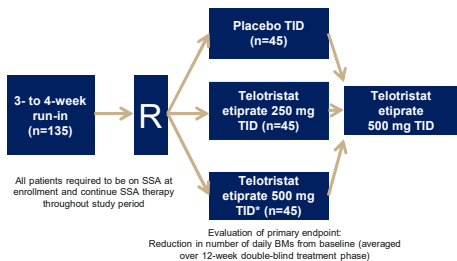 3- to 4-week
run-in
(n=135)
R
Placebo TID
(n=45)
Telotristat
etiprate 250 mg
TID (n=45)
Telotristat
etiprate 500 mg
TID* (n=45)
Telotristat
etiprate
500 mg TID
All patients required to be on SSA at
enrollment and continue SSA therapy
throughout study period
Evaluation of primary endpoint:
Reduction in number of daily BMs from baseline (averaged
over 12-week double-blind treatment phase)